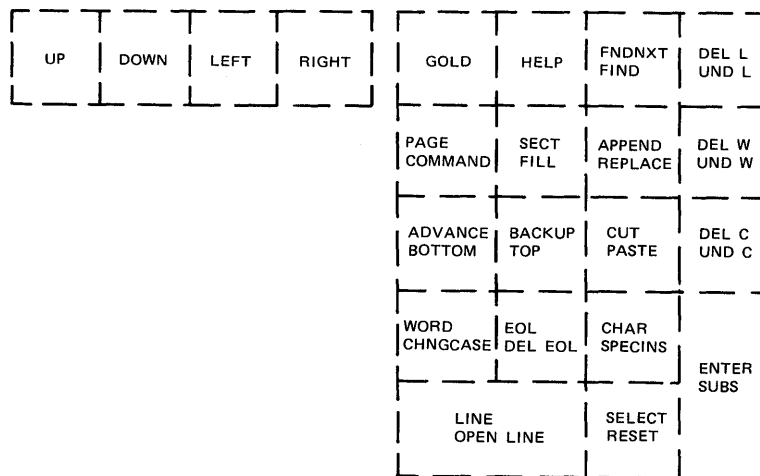 UP DOWN LEFT RIGHT
GOLD HELP FNDNXT FIND DEL L UND L
PAGE COMMAND SECT FILL APPEND REPLACE DEL W UND W
ADVANCE BOTTOM BACKUP TOP CUT PASTE DEL C UND C
WORD CHNGCASE EOL DEL EOL CHAR SPECINS
ENTER SUBS
LINE OPEN LINE SELECT RESET